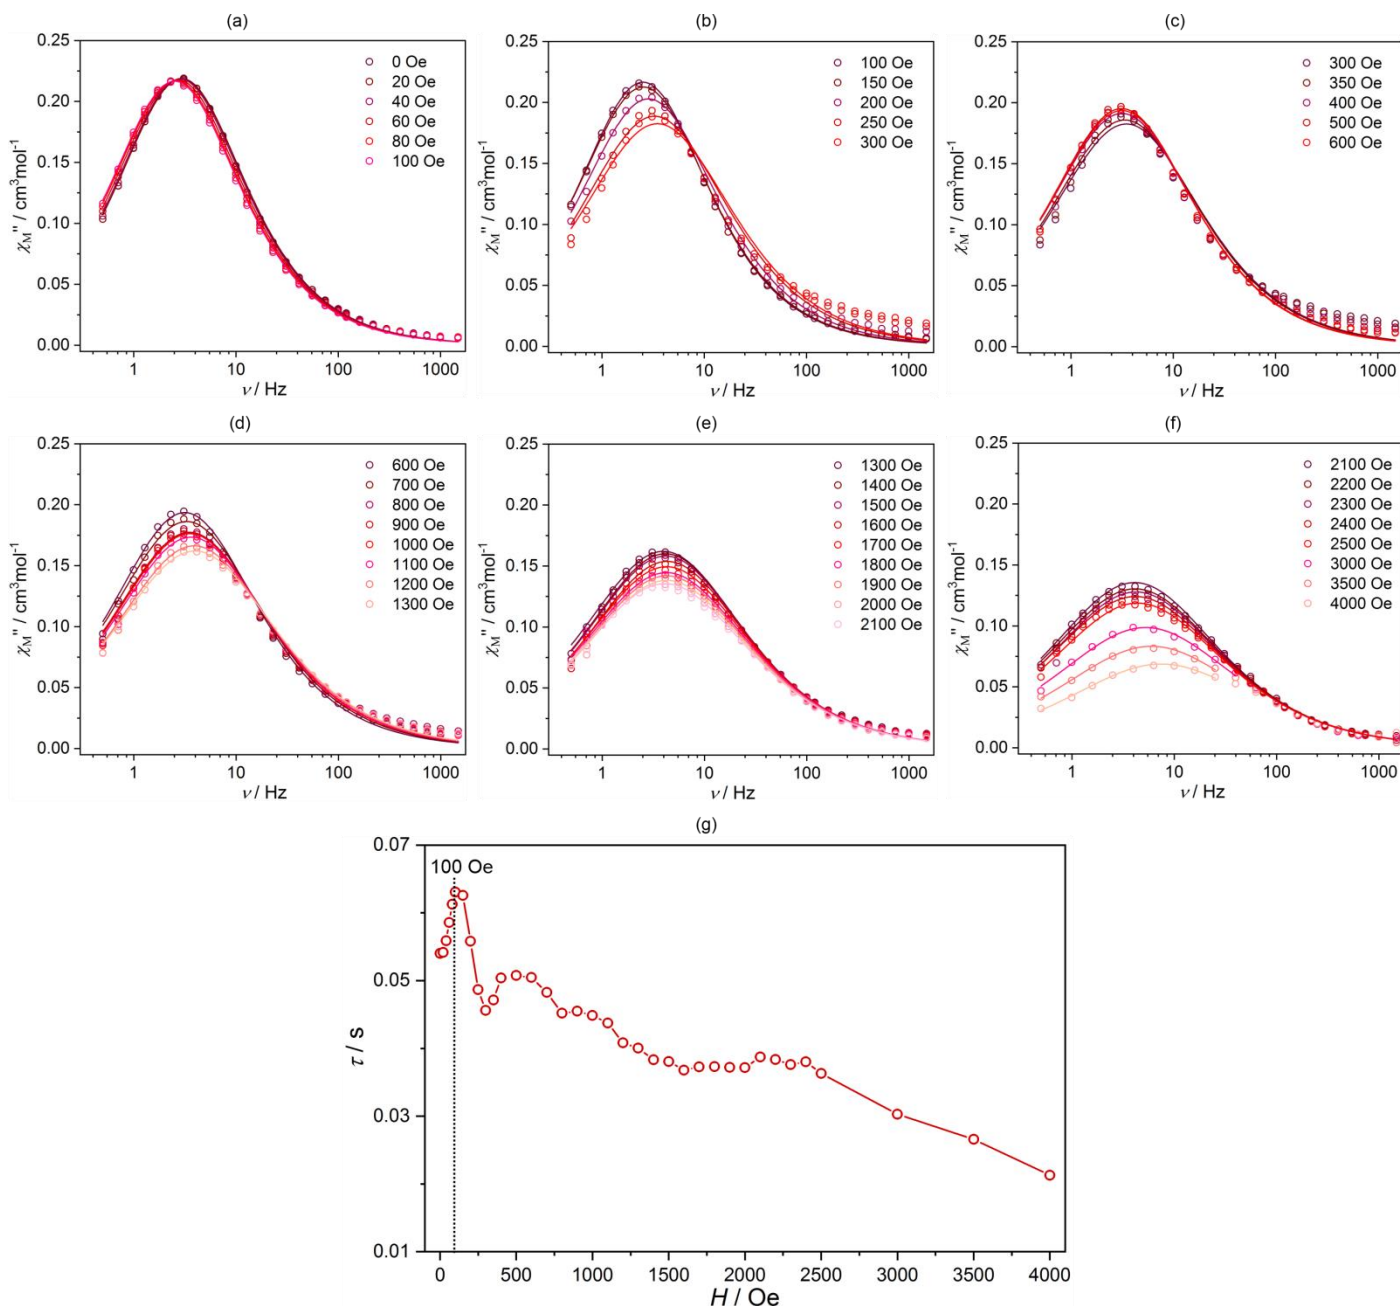 (a)
0.25
0.20
0.15
0.10
0.05
0.00
χM'' / cm³mol⁻¹
0 Oe
20 Oe
40 Oe
60 Oe
80 Oe
100 Oe
1 10 100 1000
ν / Hz
(b)
0.25
0.20
0.15
0.10
0.05
0.00
χM'' / cm³mol⁻¹
100 Oe
150 Oe
200 Oe
250 Oe
300 Oe
1 10 100 1000
ν / Hz
(c)
0.25
0.20
0.15
0.10
0.05
0.00
χM'' / cm³mol⁻¹
300 Oe
350 Oe
400 Oe
500 Oe
600 Oe
1 10 100 1000
ν / Hz
(d)
0.25
0.20
0.15
0.10
0.05
0.00
χM'' / cm³mol⁻¹
600 Oe
700 Oe
800 Oe
900 Oe
1000 Oe
1100 Oe
1200 Oe
1300 Oe
1 10 100 1000
ν / Hz
(e)
0.25
0.20
0.15
0.10
0.05
0.00
χM'' / cm³mol⁻¹
1300 Oe
1400 Oe
1500 Oe
1600 Oe
1700 Oe
1800 Oe
1900 Oe
2000 Oe
2100 Oe
1 10 100 1000
ν / Hz
(f)
0.25
0.20
0.15
0.10
0.05
0.00
χM'' / cm³mol⁻¹
2100 Oe
2200 Oe
2300 Oe
2400 Oe
2500 Oe
3000 Oe
3500 Oe
4000 Oe
1 10 100 1000
ν / Hz
(g)
0.07
0.05
0.03
0.01
τ / s
100 Oe
0 500 1000 1500 2000 2500 3000 3500 4000
H / Oe